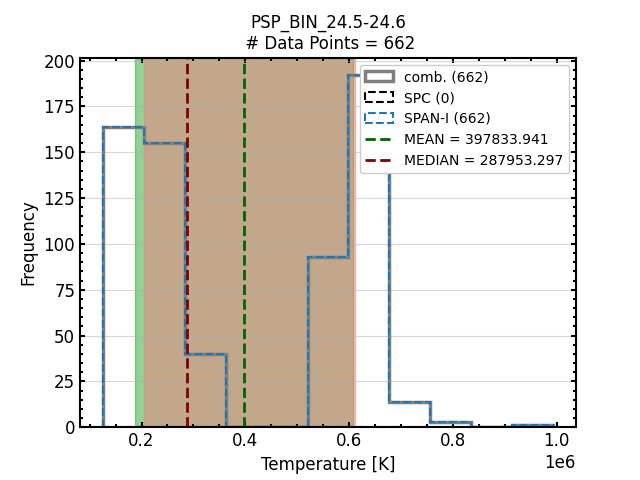 PSP_BIN_24.5-24.6
# Data Points = 662
200
175
150
125
100
75
50
25
0
Frequency
comb. (662)
SPC (0)
SPAN-I (662)
MEAN = 397833.941
MEDIAN = 287953.297
0.2 0.4 0.6 0.8 1.0
1e6
Temperature [K]